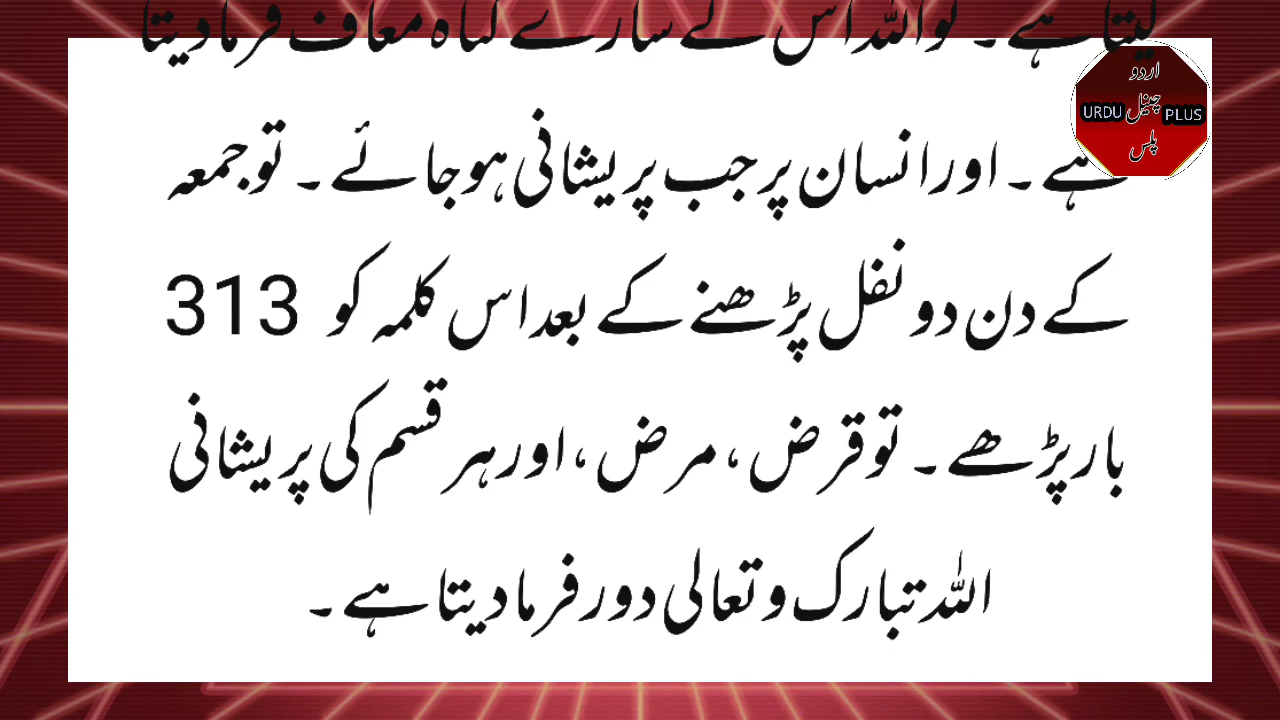 لیتا ہے۔ تو اللہ اس کے سارے گناہ معاف فرما دیتا
ہے۔ اور انسان پر جب پریشانی ہو جائے۔ تو جمعہ
کے دن دو نفل پڑھنے کے بعد اس کلمہ کو 313
بار پڑھے۔ تو قرض، مرض، اور ہر قسم کی پریشانی
اللہ تبارک و تعالی دور فرما دیتا ہے۔
اردو
URDU چینل PLUS
پلس